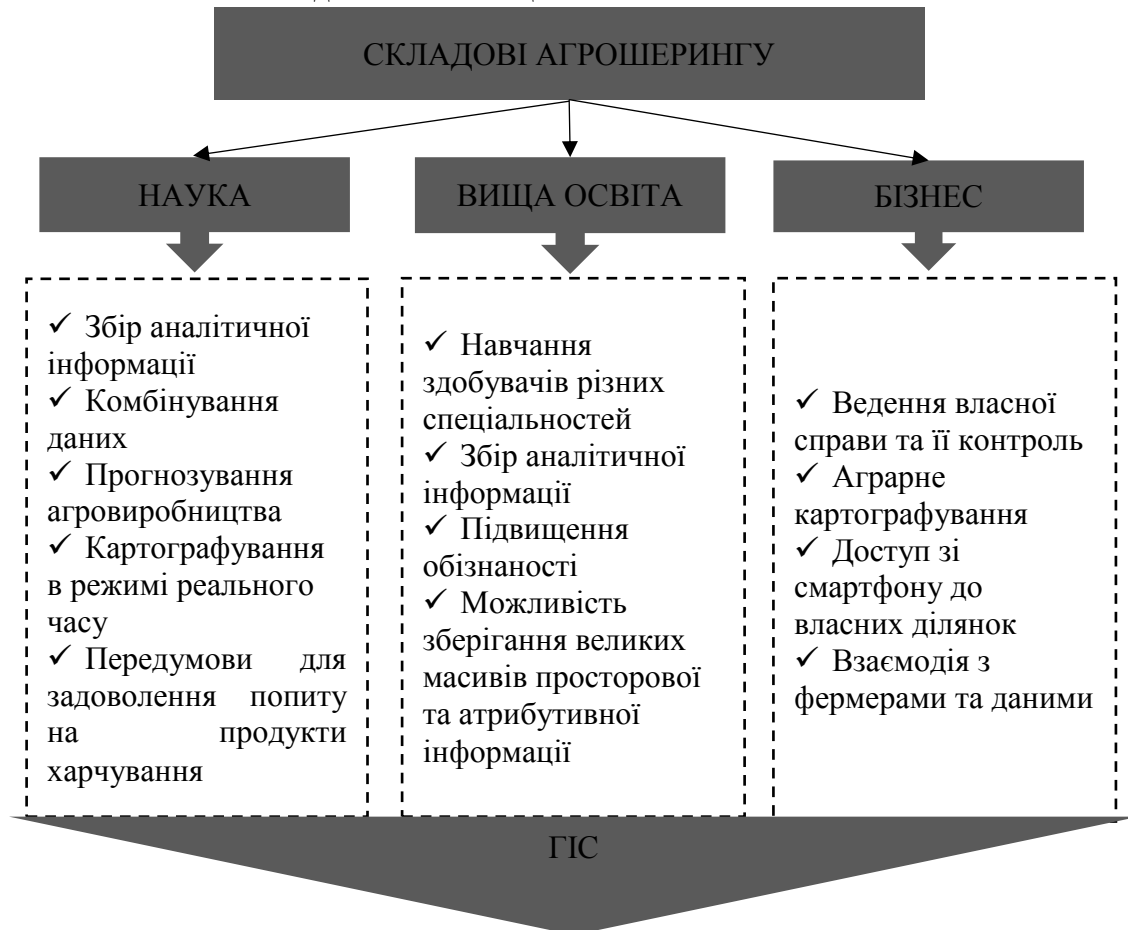 СКЛАДОВІ АГРОШЕРИНГУ
НАУКА
ВИЩА ОСВІТА
БІЗНЕС
✓ Збір аналітичної
інформації
✓ Комбінування
даних
✓ Прогнозування
агровиробництва
✓ Картографування
в режимі реального
часу
✓ Передумови для
задоволення попиту
на продукти
харчування
✓ Навчання
здобувачів різних
спеціальностей
✓ Збір аналітичної
інформації
✓ Підвищення
обізнаності
✓ Можливість
зберігання великих
масивів просторової
та атрибутивної
інформації
✓ Ведення власної
справи та її контроль
✓ Аграрне
картографування
✓ Доступ зі
смартфону до
власних ділянок
✓ Взаємодія з
фермерами та даними
ГІС